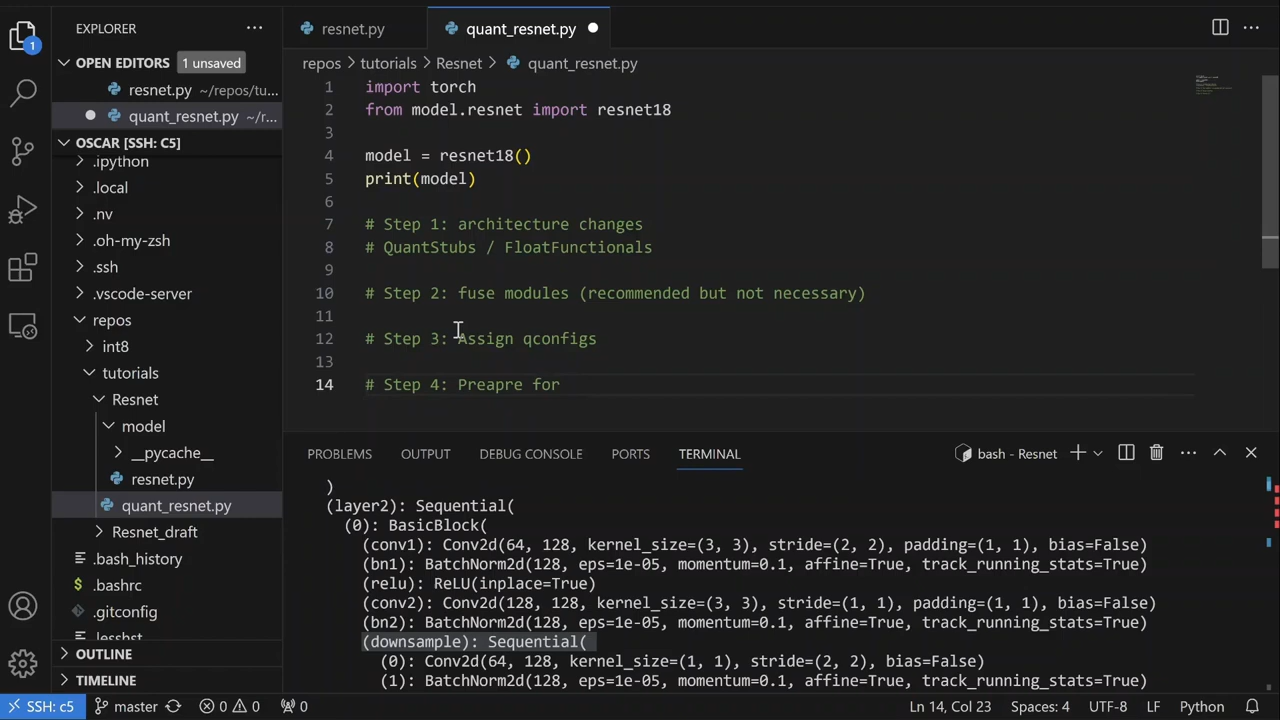 EXPLORER
OPEN EDITORS 1 unsaved
resnet.py ~/repos/tu...
quant_resnet.py ~/r...
OSCAR [SSH: C5]
.ipython
.local
.nv
.oh-my-zsh
.ssh
.vscode-server
repos
int8
tutorials
Resnet
model
__pycache__
resnet.py
quant_resnet.py
Resnet_draft
.bash_history
.bashrc
.gitconfig
.lesshst
OUTLINE
TIMELINE
1
resnet.py
quant_resnet.py
repos > tutorials > Resnet > quant_resnet.py
1 import torch
2 from model.resnet import resnet18
3
4 model = resnet18()
5 print(model)
6
7 # Step 1: architecture changes
8 # QuantStubs / FloatFunctionals
9
10 # Step 2: fuse modules (recommended but not necessary)
11
12 # Step 3: Assign qconfigs
13
14 # Step 4: Preapre for
PROBLEMS OUTPUT DEBUG CONSOLE PORTS TERMINAL
bash - Resnet
)
(layer2): Sequential(
(0): BasicBlock(
(conv1): Conv2d(64, 128, kernel_size=(3, 3), stride=(2, 2), padding=(1, 1), bias=False)
(bn1): BatchNorm2d(128, eps=1e-05, momentum=0.1, affine=True, track_running_stats=True)
(relu): ReLU(inplace=True)
(conv2): Conv2d(128, 128, kernel_size=(3, 3), stride=(1, 1), padding=(1, 1), bias=False)
(bn2): BatchNorm2d(128, eps=1e-05, momentum=0.1, affine=True, track_running_stats=True)
(downsample): Sequential(
(0): Conv2d(64, 128, kernel_size=(1, 1), stride=(2, 2), bias=False)
(1): BatchNorm2d(128, eps=1e-05, momentum=0.1, affine=True, track_running_stats=True)
SSH: c5 master 0 0 0 Ln 14, Col 23 Spaces: 4 UTF-8 LF Python